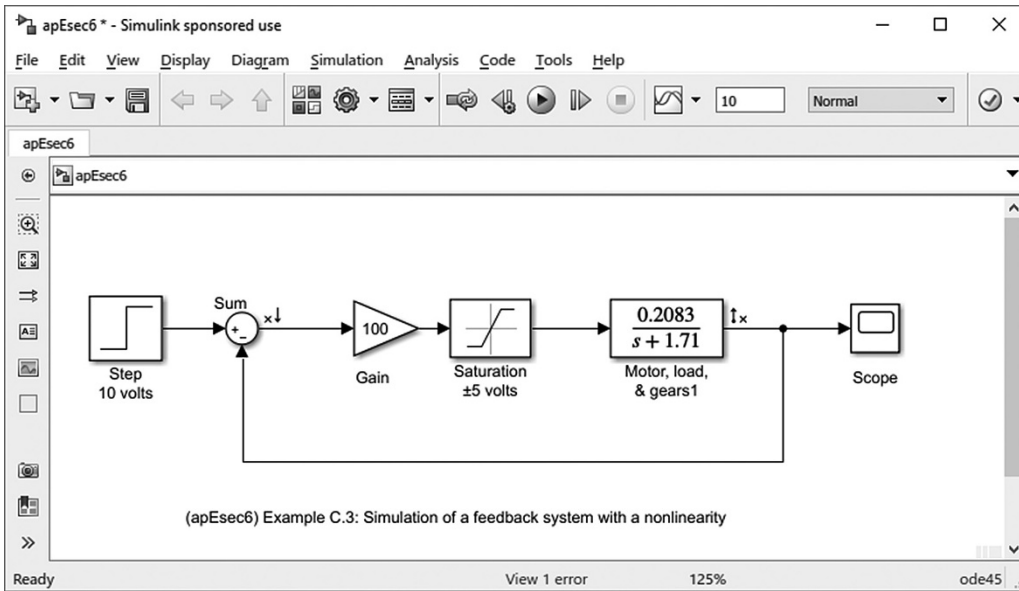 apEsec6 * - Simulink sponsored use
File Edit View Display Diagram Simulation Analysis Code Tools Help
10 Normal
apEsec6
apEsec6
Sum
+
-
100
0.2083
s + 1.71
Step
10 volts
Gain
Saturation
±5 volts
Motor, load,
& gears1
Scope
(apEsec6) Example C.3: Simulation of a feedback system with a nonlinearity
Ready View 1 error 125% ode45